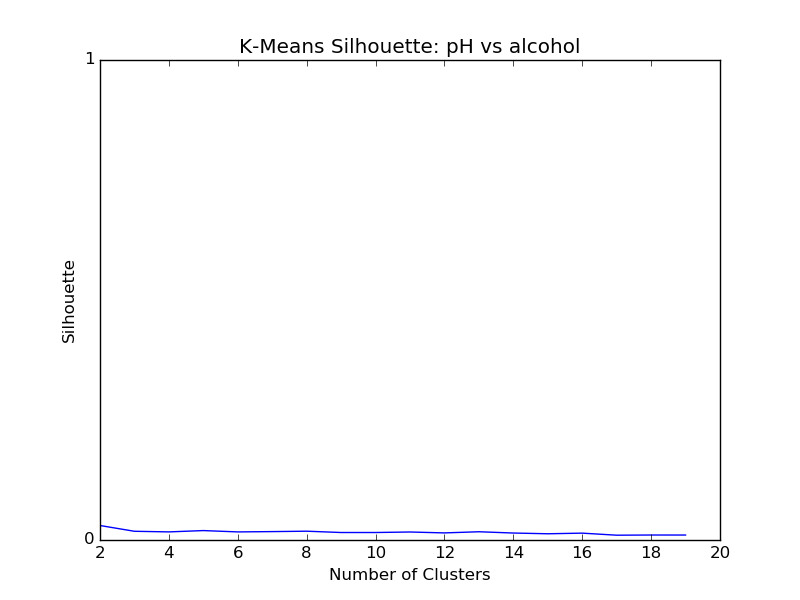 K-Means Silhouette: pH vs alcohol
1
Silhouette
0
2 4 6 8 10 12 14 16 18 20
Number of Clusters